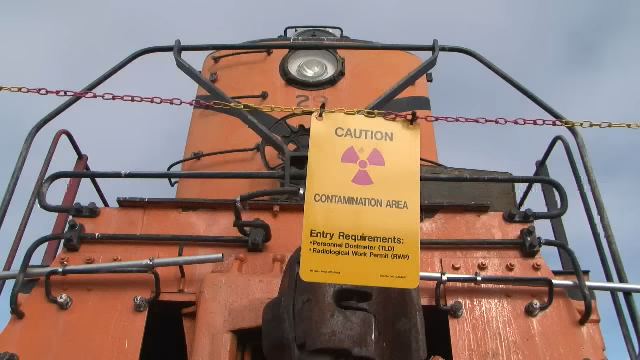 CAUTION
CONTAMINATION AREA
Entry Requirements:
•Personnel Dosimeter (TLD)
•Radiological Work Permit (RWP)